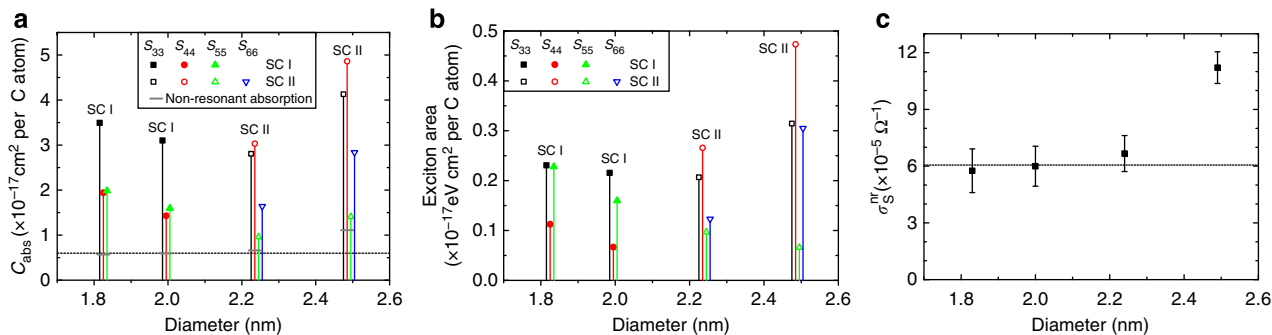 a
C_abs (×10⁻¹⁷cm² per C atom)
5
4
3
2
1
0
S₃₃ S₄₄ S₅₅ S₆₆
SC I
SC II
Non-resonant absorption
SC I
SC I
SC II
SC II
1.8 2.0 2.2 2.4 2.6
Diameter (nm)
b
Exciton area
(×10⁻¹⁷eV cm² per C atom)
0.5
0.4
0.3
0.2
0.1
0.0
S₃₃ S₄₄ S₅₅ S₆₆
SC I
SC II
SC I
SC I
SC II
SC II
1.8 2.0 2.2 2.4 2.6
Diameter (nm)
c
σ_S^nr (×10⁻⁵ Ω⁻¹)
12
9
6
3
0
1.8 2.0 2.2 2.4 2.6
Diameter (nm)